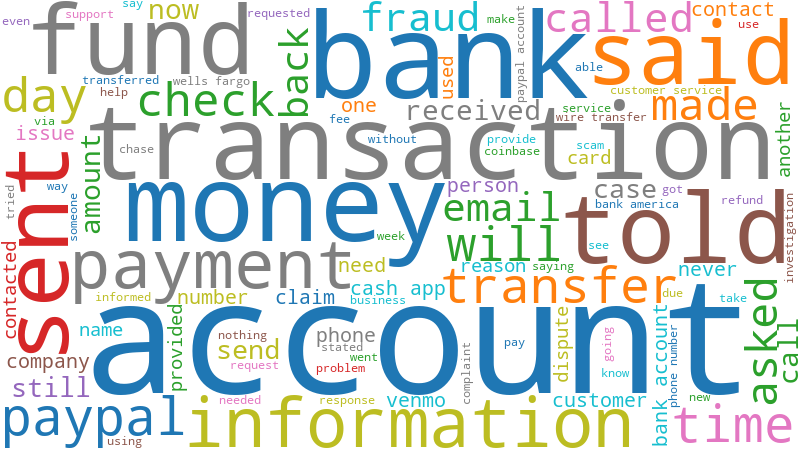 even
support
say
now
requested
contact
fund
bank
fraud
make
called
said
use
paypal account
able
transferred
wells fargo
help
back
used
customer service
day
check
one
received
service
wire transfer
made
via
fee
issue
transaction
without
provide
scam
another
chase
coinbase
card
sent
amount
money
person
case
got
tried
way
someone
email
told
bank america
refund
investigation
week
will
see
contacted
payment
need
reason
saying
never
informed
number
claim
cash app
business
transfer
due
take
asked
call
name
provided
account
nothing
phone
stated
send
went
request
problem
company
still
complaint
pay
dispute
going
know
bank account
phone number
new
needed
response
venmo
customer
paypal
using
information
time